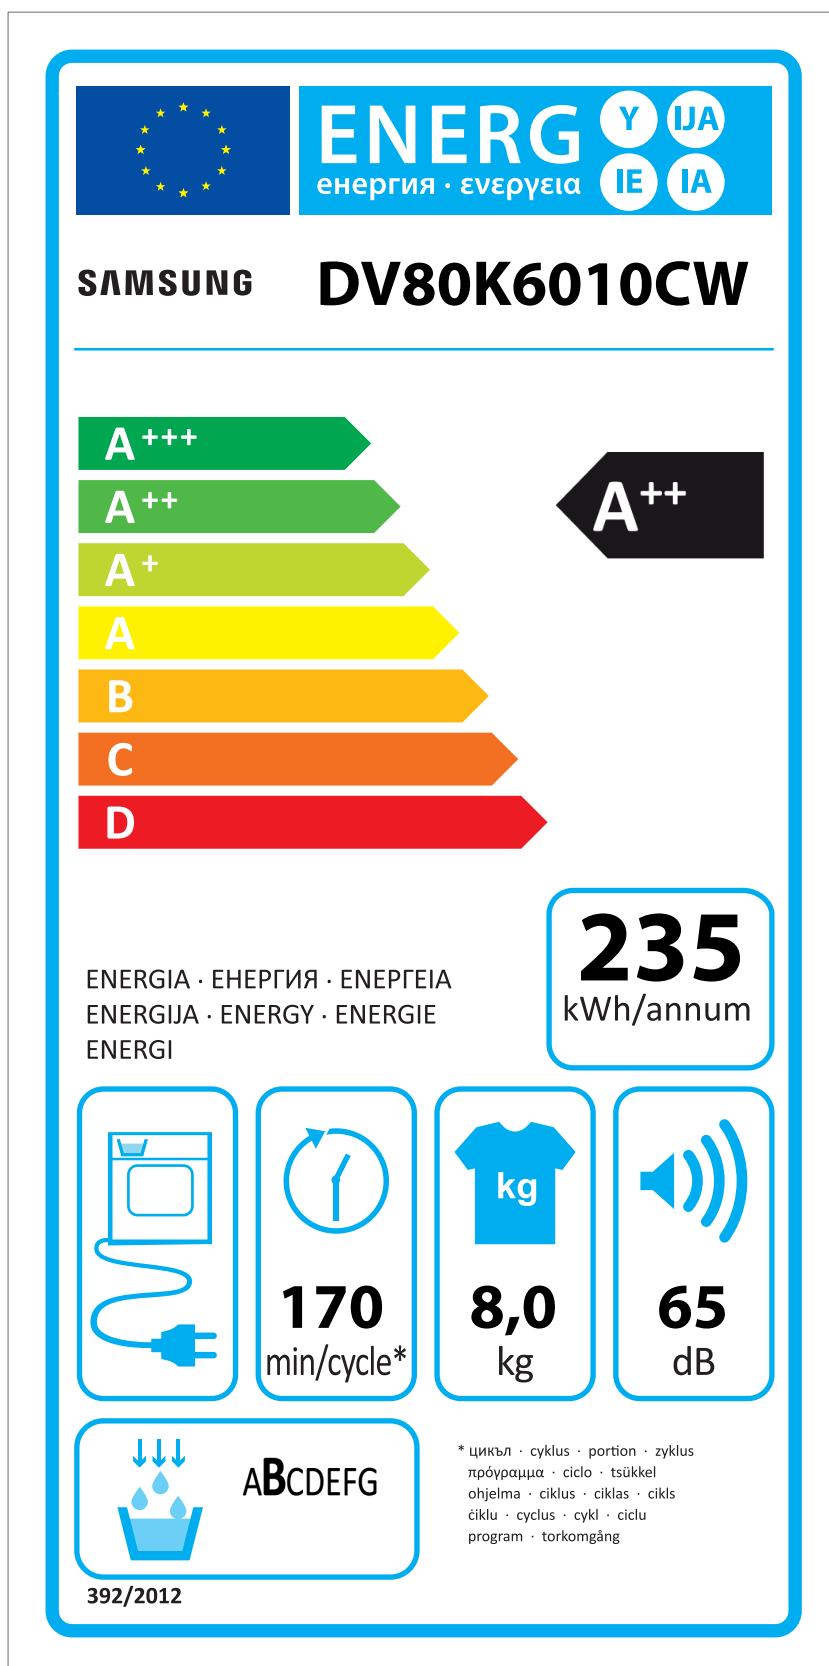 ENERG Y IJA
енергия · ενεργεια IE IA
SAMSUNG DV80K6010CW
A+++
A++
A++
A+
A
B
C
D
235
kWh/annum
ENERGIA · ЕНЕРГИЯ · ΕΝΕΡΓΕΙΑ
ENERGIJA · ENERGY · ENERGIE
ENERGI
kg
170
min/cycle*
8,0
kg
65
dB
ABCDEFG
* цикъл · cyklus · portion · zyklus
πρόγραμμα · ciclo · tsükkel
ohjelma · ciklus · ciklas · cikls
ċiklu · cyclus · cykl · ciclu
program · torkomgång
392/2012